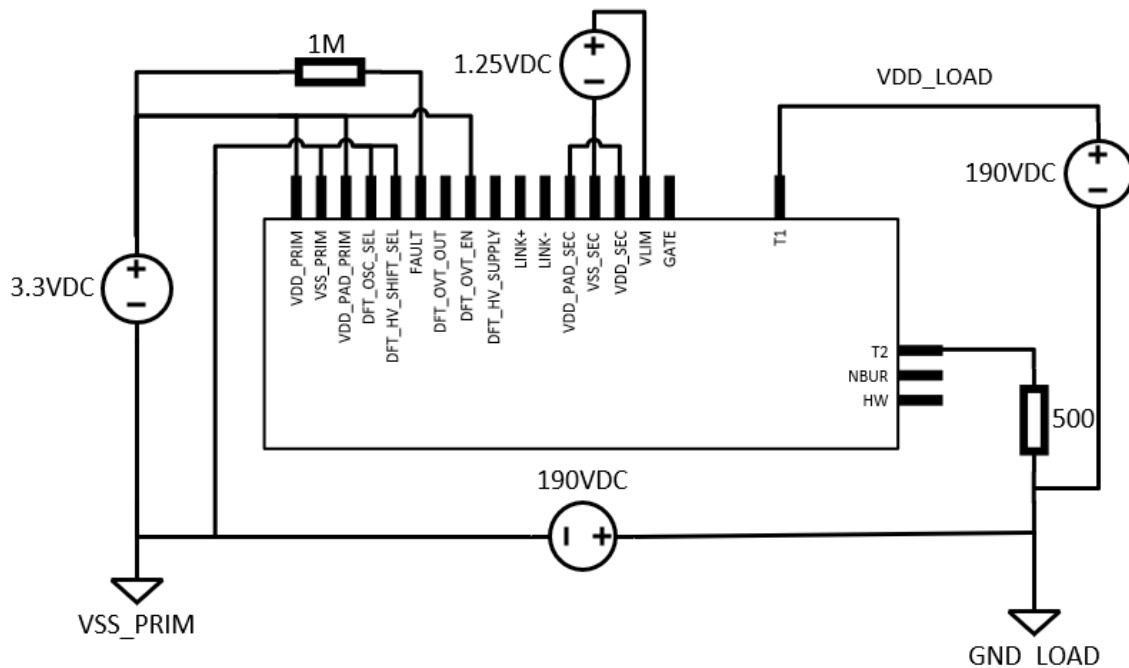 1M
1.25VDC
VDD_LOAD
190VDC
3.3VDC
VDD_PRIM
VSS_PRIM
VDD_PAD_PRIM
DFT_OSC_SEL
DFT_HV_SHIFT_SEL
FAULT
DFT_OVT_OUT
DFT_OVT_EN
DFT_HV_SUPPLY
LINK+
LINK-
VDD_PAD_SEC
VSS_SEC
VDD_SEC
VLIM
GATE
T1
T2
NBUR
HW
500
190VDC
VSS_PRIM
GND_LOAD